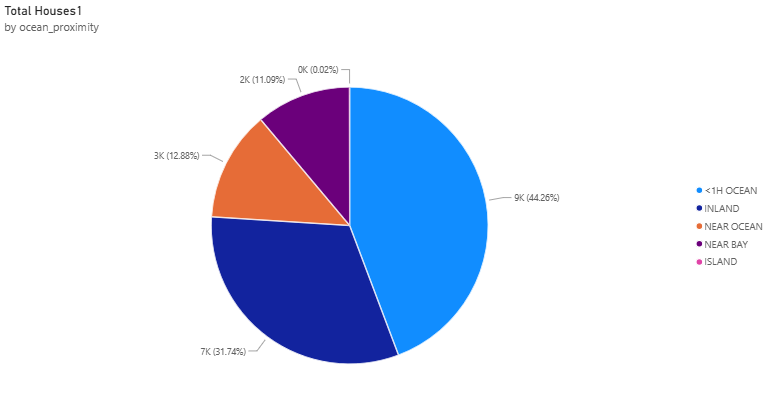 Total Houses1
by ocean_proximity
0K (0.02%)
2K (11.09%)
3K (12.88%)
9K (44.26%)
7K (31.74%)
<1H OCEAN
INLAND
NEAR OCEAN
NEAR BAY
ISLAND